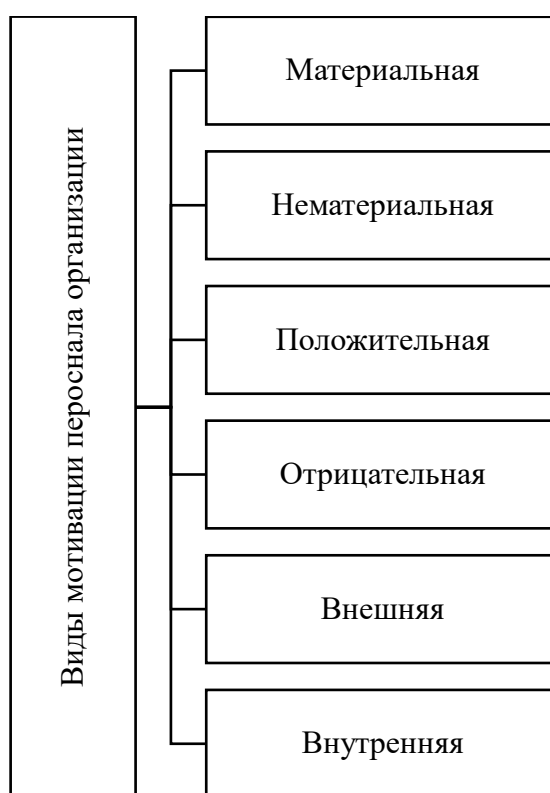 Виды мотивации пероснала организации
Материальная
Нематериальная
Положительная
Отрицательная
Внешняя
Внутренняя